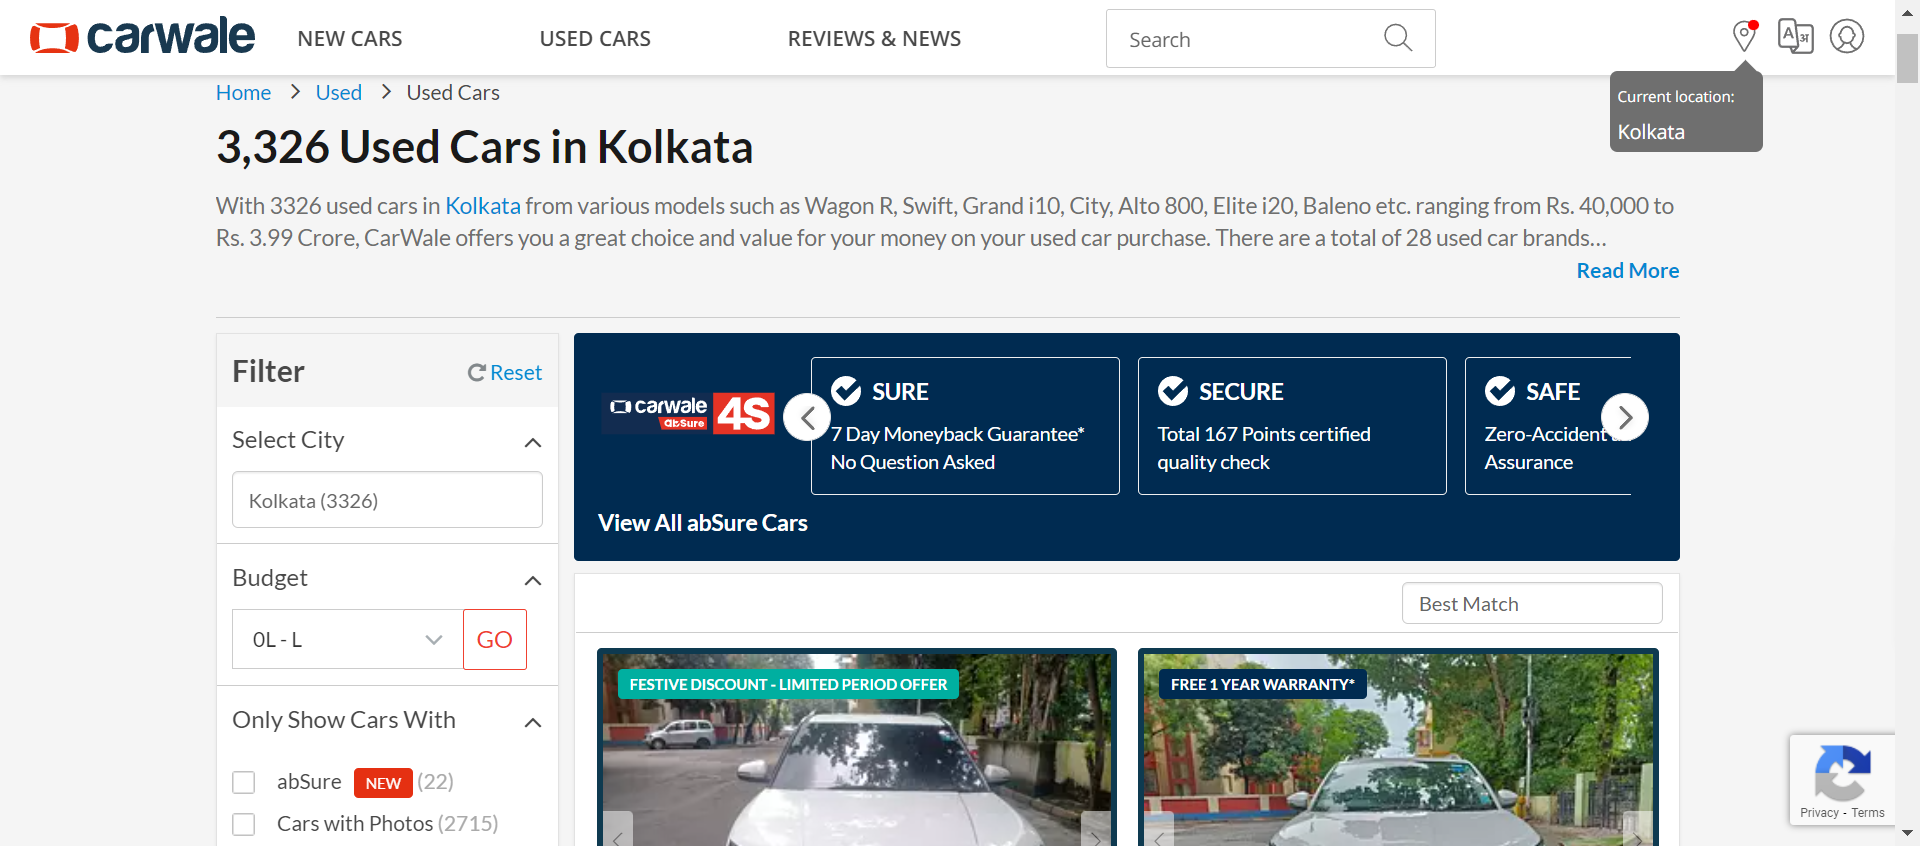 carwale
NEW CARS
USED CARS
REVIEWS & NEWS
Search
A अ
Current location:
Kolkata
Home > Used > Used Cars
3,326 Used Cars in Kolkata
With 3326 used cars in Kolkata from various models such as Wagon R, Swift, Grand i10, City, Alto 800, Elite i20, Baleno etc. ranging from Rs. 40,000 to
Rs. 3.99 Crore, CarWale offers you a great choice and value for your money on your used car purchase. There are a total of 28 used car brands...
Read More
Filter
Reset
Select City
Kolkata (3326)
Budget
0L - L
GO
Only Show Cars With
abSure NEW (22)
Cars with Photos (2715)
carwale
abSure
4S
SURE
7 Day Moneyback Guarantee*
No Question Asked
SECURE
Total 167 Points certified
quality check
SAFE
Zero-Accident
Assurance
View All abSure Cars
Best Match
FESTIVE DISCOUNT - LIMITED PERIOD OFFER
FREE 1 YEAR WARRANTY*
Privacy - Terms